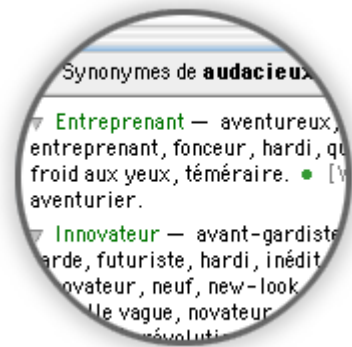 Synonymes de audacieux
▼ Entreprenant — aventureux,
entreprenant, fonceur, hardi,
froid aux yeux, téméraire. •
aventurier.
▼ Innovateur — avant-gardiste
futuriste, hardi, inédit,
neuf, new-look,
vague, novateur